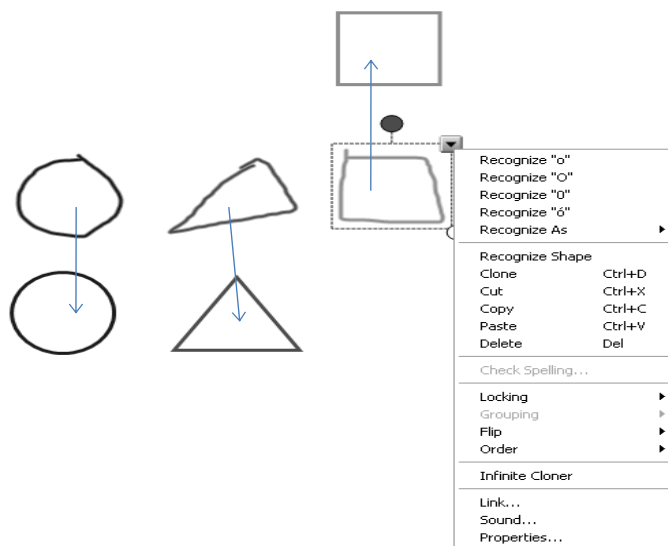 Recognize "o"
Recognize "O"
Recognize "0"
Recognize "ó"
Recognize As
Recognize Shape
Clone Ctrl+D
Cut Ctrl+X
Copy Ctrl+C
Paste Ctrl+V
Delete Del
Check Spelling...
Locking
Grouping
Flip
Order
Infinite Cloner
Link...
Sound...
Properties...